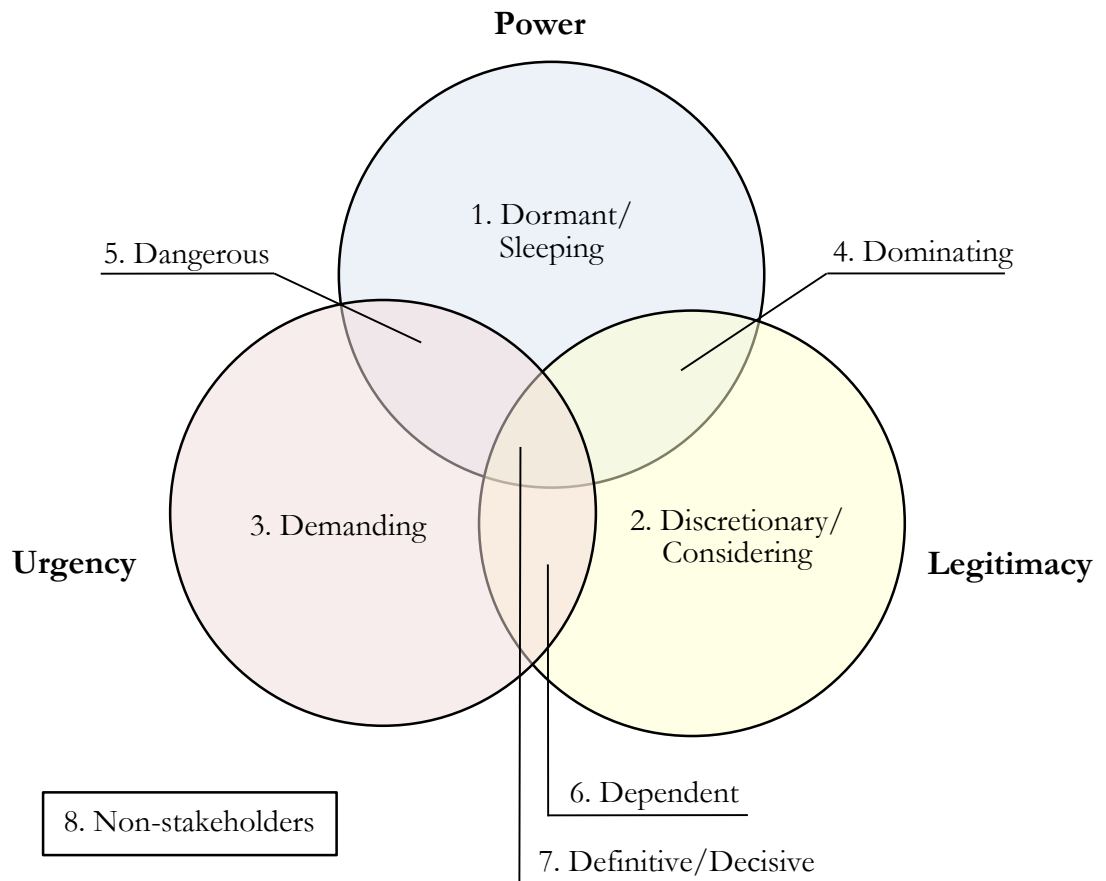 Power
1. Dormant/
Sleeping
5. Dangerous
4. Dominating
3. Demanding
2. Discretionary/
Considering
Urgency
Legitimacy
6. Dependent
8. Non-stakeholders
7. Definitive/Decisive